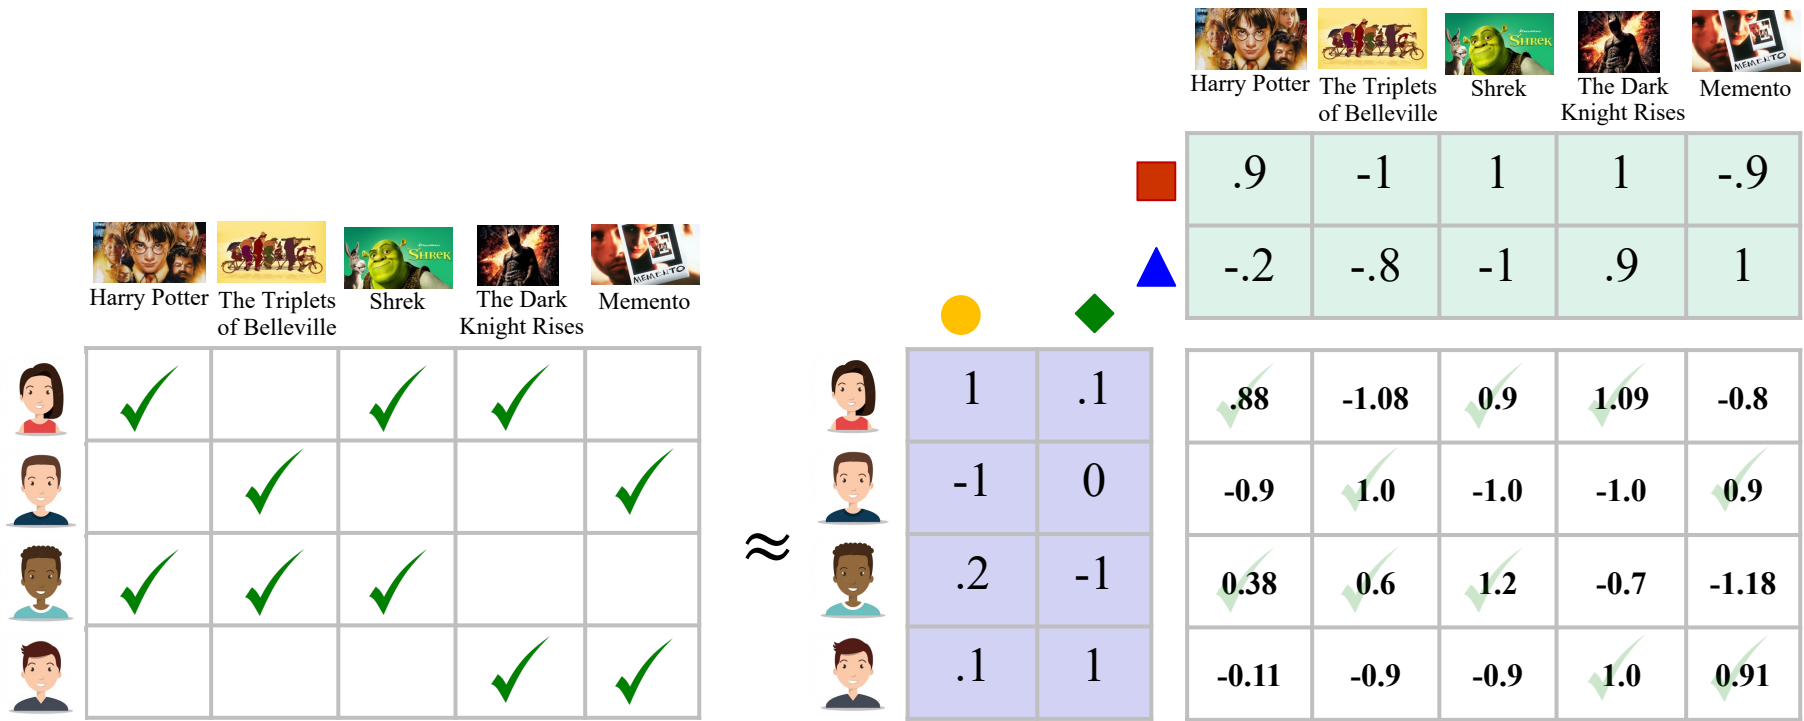 SHREK
MEMENTO
Harry Potter
The Triplets
of Belleville
Shrek
The Dark
Knight Rises
Memento
.9 -1 1 1 -.9
-.2 -.8 -1 .9 1
SHREK
MEMENTO
Harry Potter
The Triplets
of Belleville
Shrek
The Dark
Knight Rises
Memento
≈
1 .1
-1 0
.2 -1
.1 1
.88 -1.08 0.9 1.09 -0.8
-0.9 1.0 -1.0 -1.0 0.9
0.38 0.6 1.2 -0.7 -1.18
-0.11 -0.9 -0.9 1.0 0.91